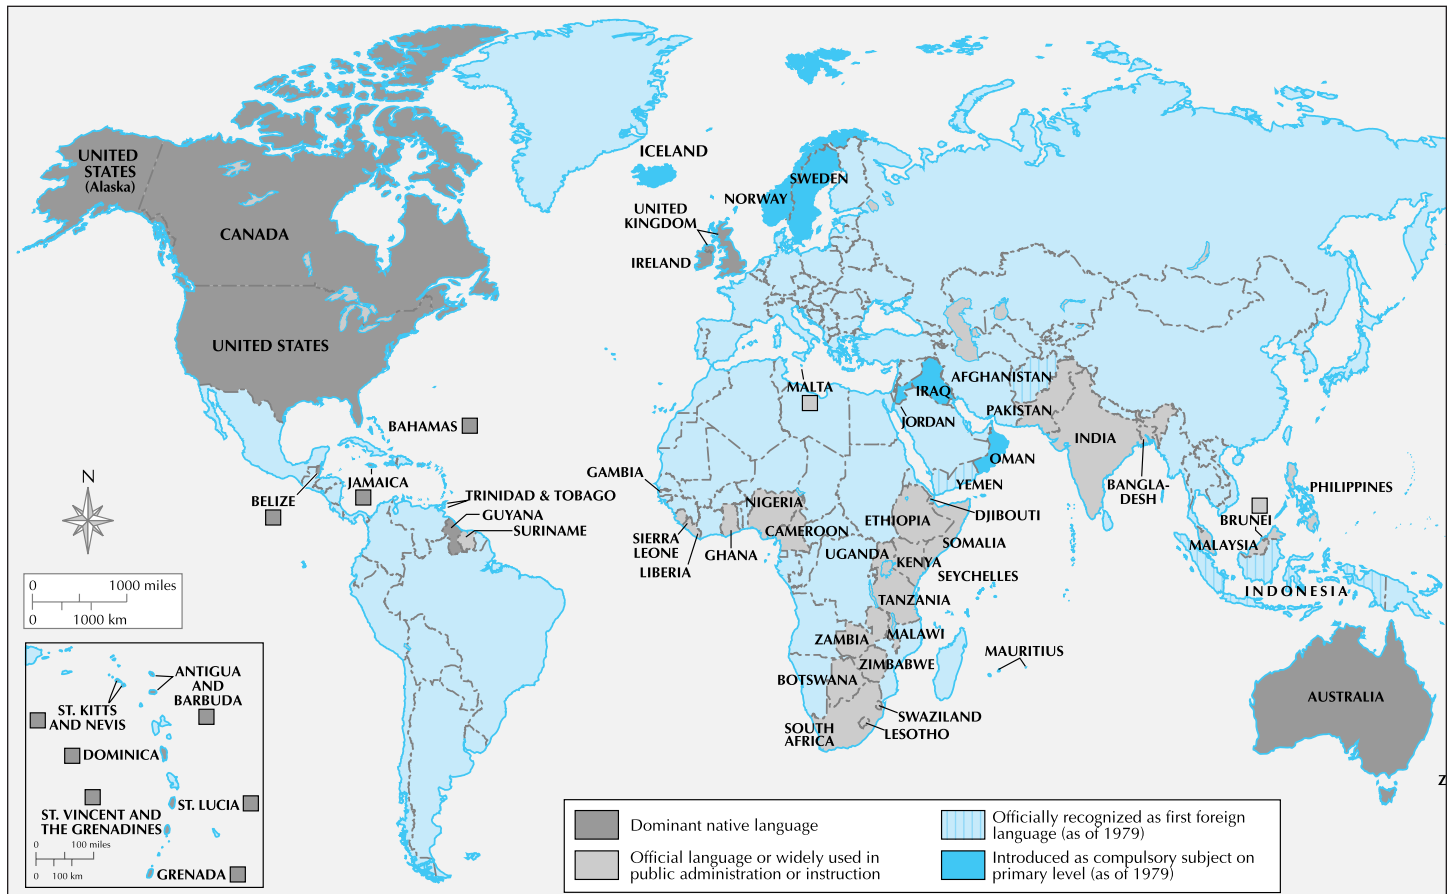 UNITED
STATES
(Alaska)
CANADA
UNITED STATES
ICELAND
SWEDEN
NORWAY
UNITED
KINGDOM
IRELAND
MALTA
AFGHANISTAN
IRAQ
PAKISTAN
JORDAN
INDIA
OMAN
YEMEN
BANGLA-
DESH
BAHAMAS
JAMAICA
BELIZE
TRINIDAD & TOBAGO
GUYANA
SURINAME
GAMBIA
NIGERIA
SIERRA
LEONE
LIBERIA
GHANA
CAMEROON
ETHIOPIA
DJIBOUTI
SOMALIA
UGANDA
KENYA
SEYCHELLES
TANZANIA
ZAMBIA
MALAWI
ZIMBABWE
BOTSWANA
MAURITIUS
SWAZILAND
LESOTHO
SOUTH
AFRICA
PHILIPPINES
BRUNEI
MALAYSIA
INDONESIA
AUSTRALIA
Z
N
0 1000 miles
0 1000 km
ANTIGUA
AND
BARBUDA
ST. KITTS
AND NEVIS
DOMINICA
ST. VINCENT AND
THE GRENADINES
ST. LUCIA
GRENADA
0 100 miles
0 100 km
Dominant native language
Official language or widely used in
public administration or instruction
Officially recognized as first foreign
language (as of 1979)
Introduced as compulsory subject on
primary level (as of 1979)